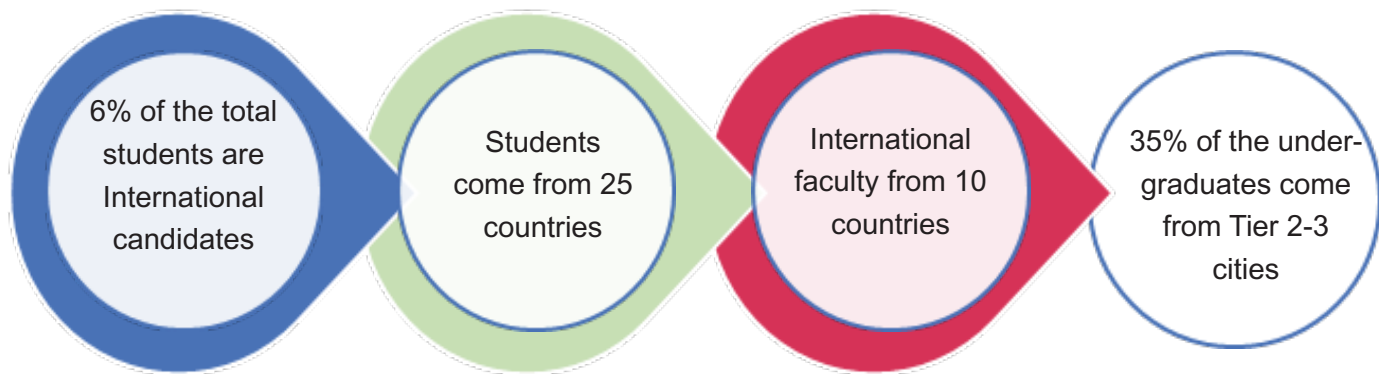 6% of the total
students are
International
candidates
Students
come from 25
countries
International
faculty from 10
countries
35% of the under-
graduates come
from Tier 2-3
cities